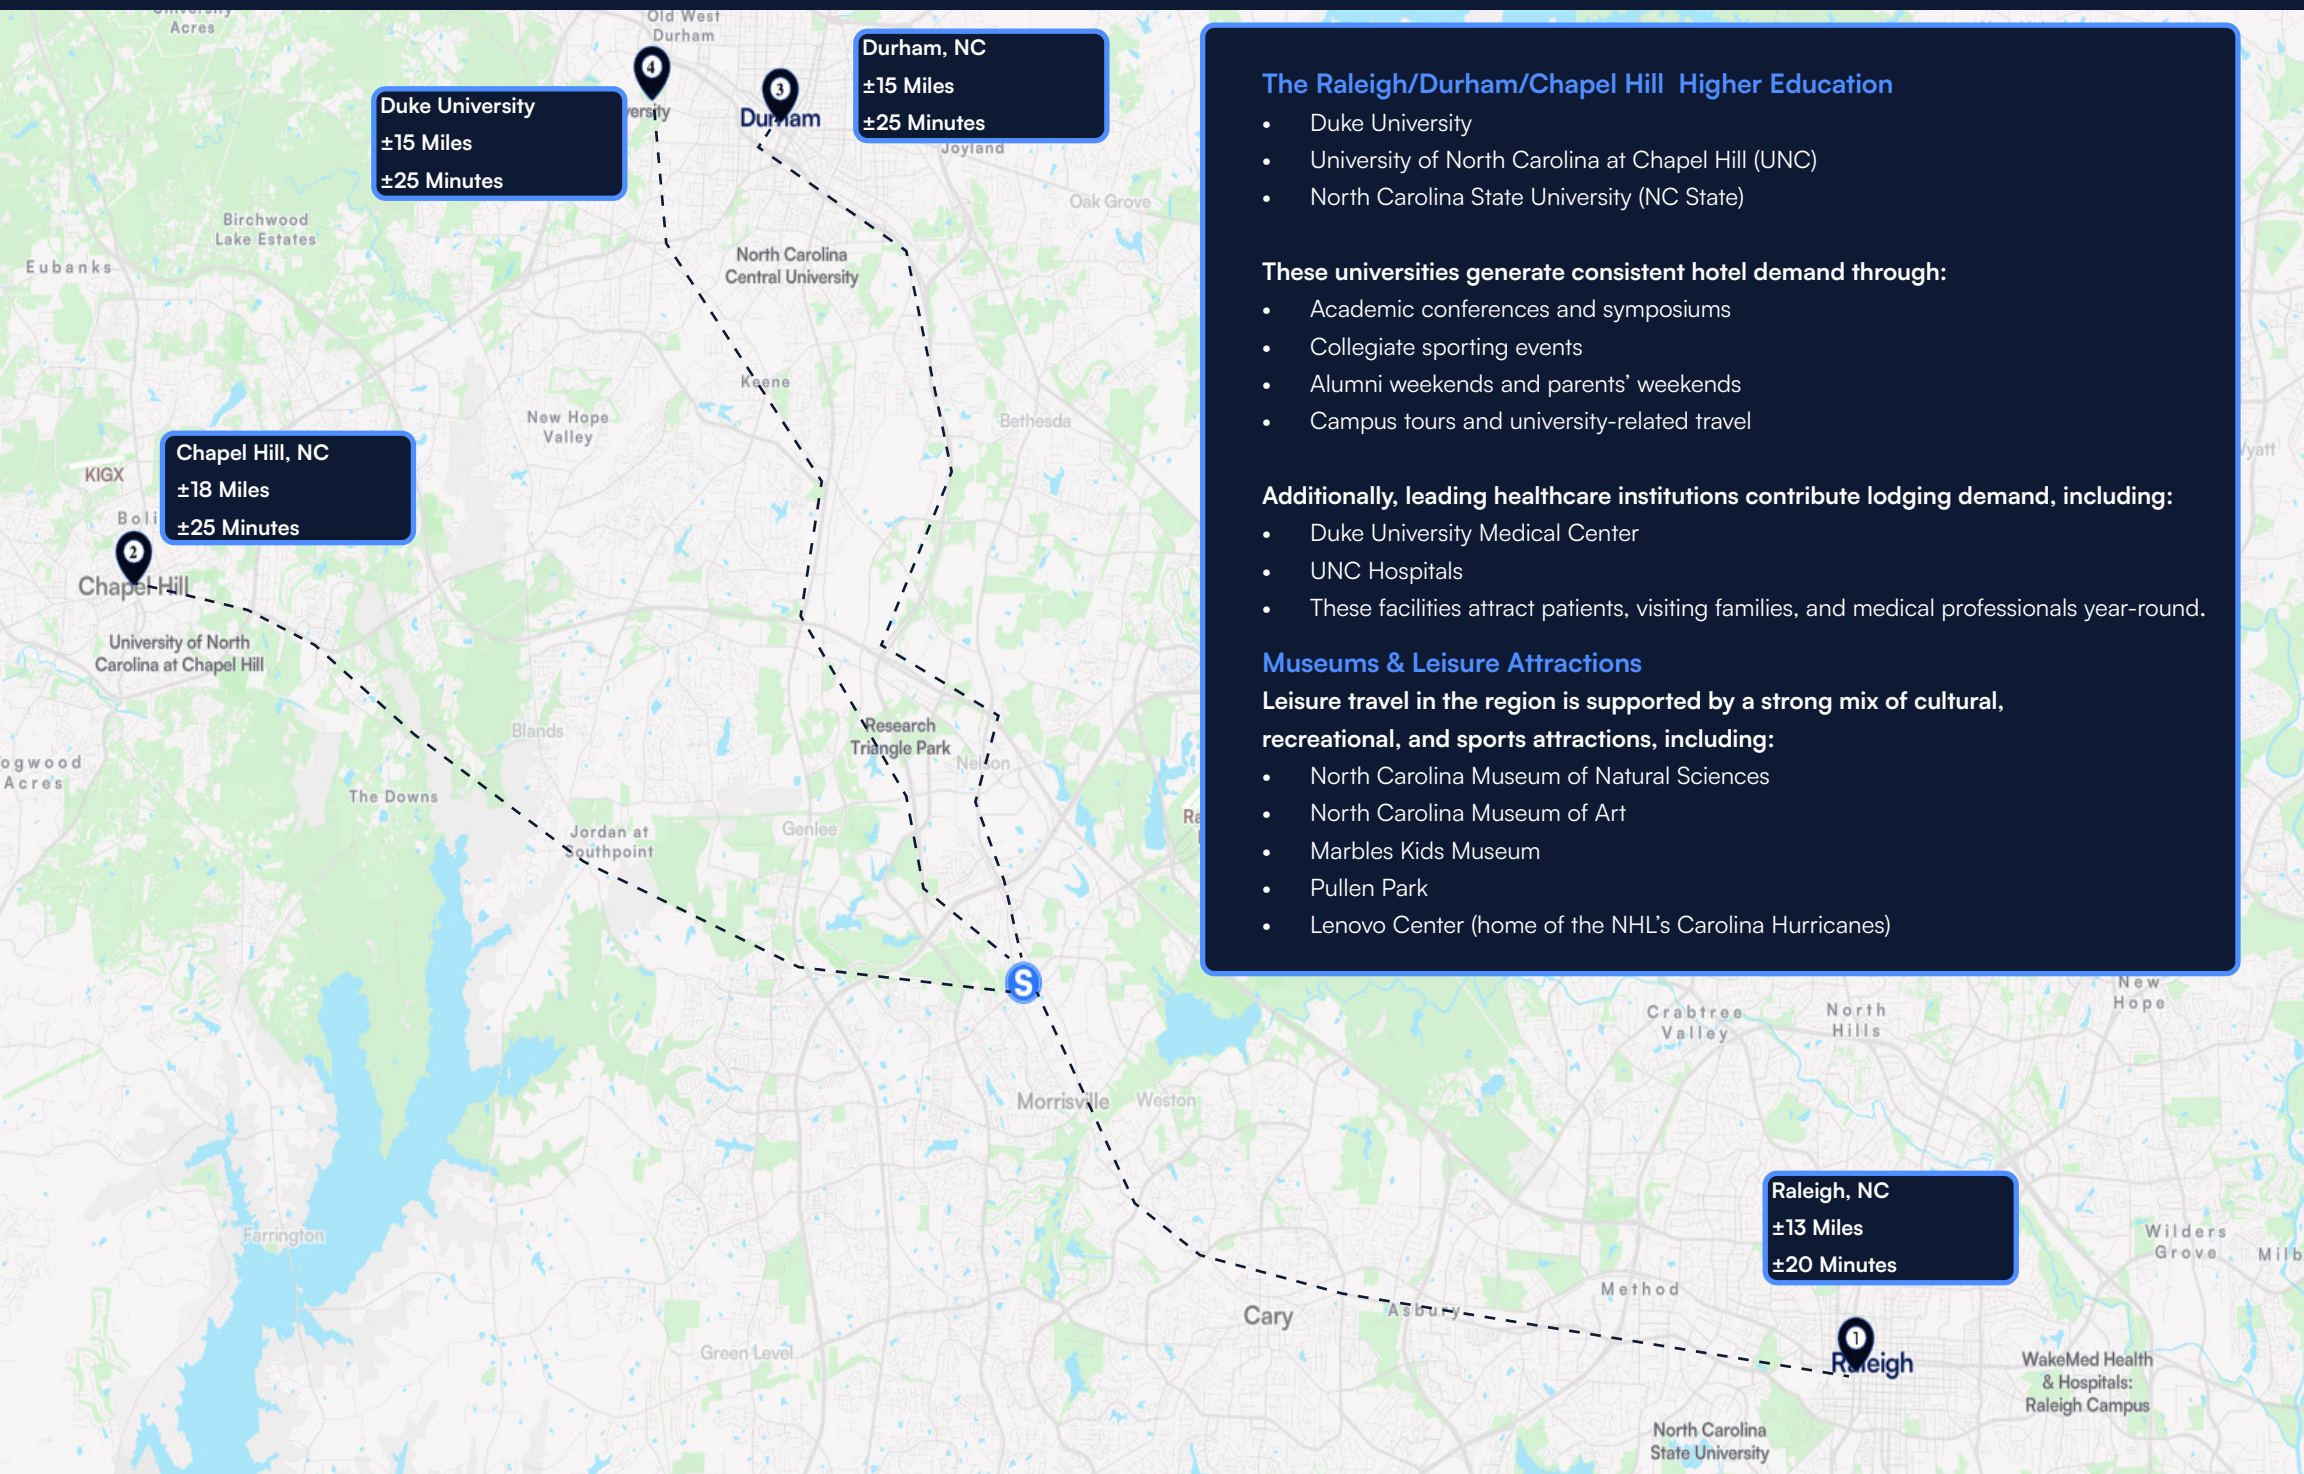 University
Acres
Old West
Durham
4
3
Durham
Duke University
±15 Miles
±25 Minutes
Durham, NC
±15 Miles
±25 Minutes
Joyland
Oak Grove
Birchwood
Lake Estates
Eubanks
North Carolina
Central University
Keene
New Hope
Valley
Bethesda
Chapel Hill, NC
±18 Miles
±25 Minutes
KIGX
2
Chapel Hill
University of North
Carolina at Chapel Hill
Blands
Research
Triangle Park
Nelson
Acres
The Downs
Jordan at
Southpoint
Genlee
S
Morrisville
Weston
Farrington
Green Level
Cary
Asbury
Method
Crabtree
Valley
North
Hills
New
Hope
Raleigh, NC
±13 Miles
±20 Minutes
Wilders
Grove
1
Raleigh
WakeMed Health
& Hospitals:
Raleigh Campus
North Carolina
State University
The Raleigh/Durham/Chapel Hill Higher Education
• Duke University
• University of North Carolina at Chapel Hill (UNC)
• North Carolina State University (NC State)
These universities generate consistent hotel demand through:
• Academic conferences and symposiums
• Collegiate sporting events
• Alumni weekends and parents’ weekends
• Campus tours and university-related travel
Additionally, leading healthcare institutions contribute lodging demand, including:
• Duke University Medical Center
• UNC Hospitals
• These facilities attract patients, visiting families, and medical professionals year-round.
Museums & Leisure Attractions
Leisure travel in the region is supported by a strong mix of cultural,
recreational, and sports attractions, including:
• North Carolina Museum of Natural Sciences
• North Carolina Museum of Art
• Marbles Kids Museum
• Pullen Park
• Lenovo Center (home of the NHL’s Carolina Hurricanes)